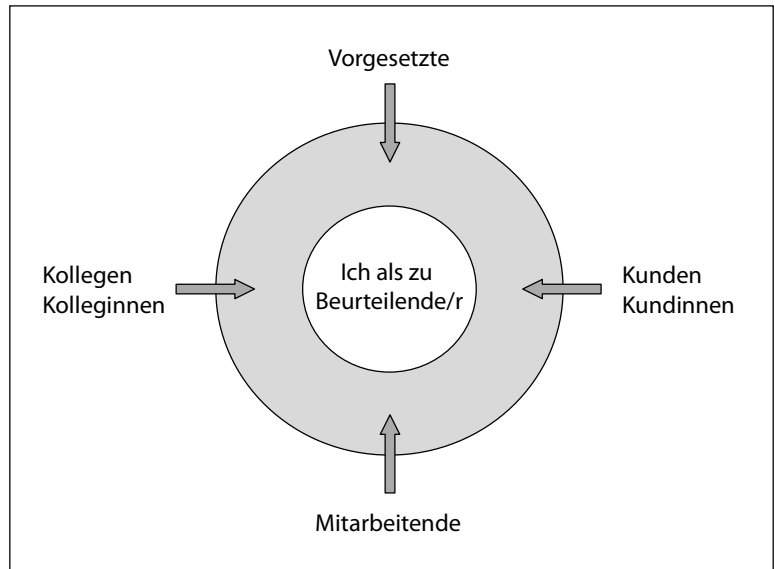 Vorgesetzte
Kollegen
Kolleginnen
Ich als zu
Beurteilende/r
Kunden
Kundinnen
Mitarbeitende